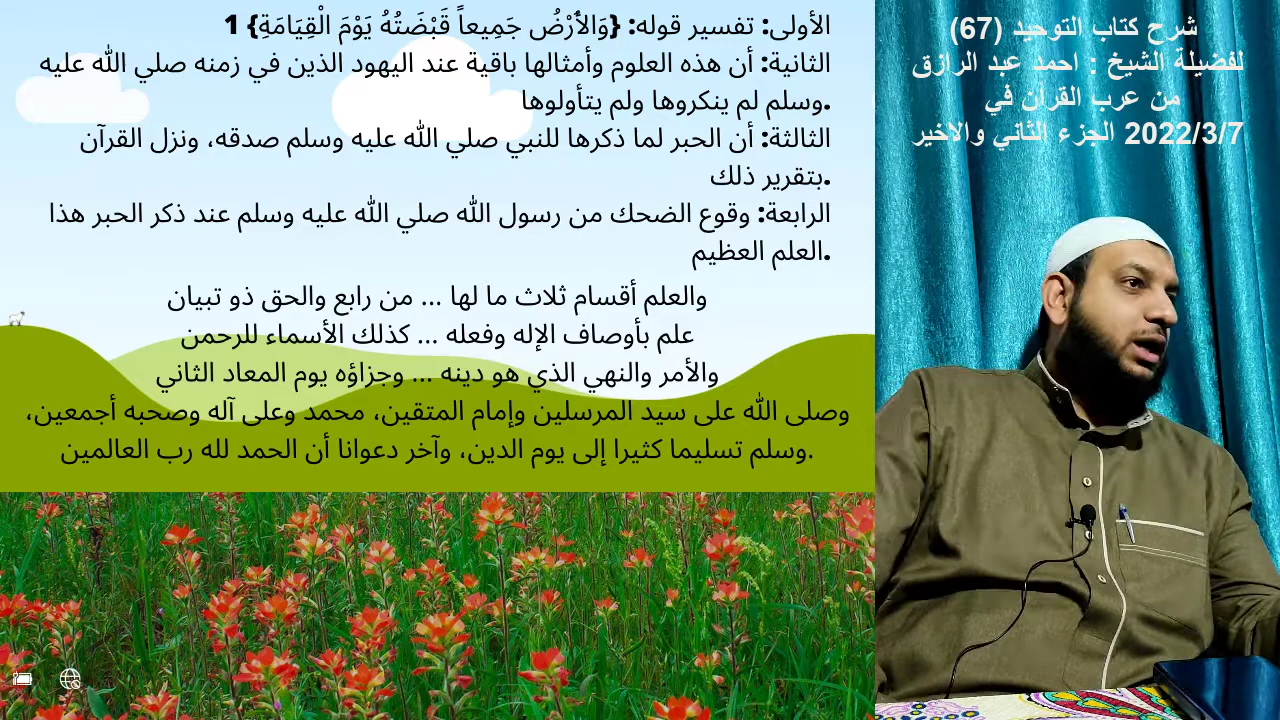 شرح كتاب التوحيد (67)
لفضيلة الشيخ : احمد عبد الرازق
من عرب القرآن في
2022/3/7 الجزء الثاني والاخير
الأولى: تفسير قوله: {وَالأَرْضُ جَمِيعاً قَبْضَتُهُ يَوْمَ الْقِيَامَةِ} 1
الثانية: أن هذه العلوم وأمثالها باقية عند اليهود الذين في زمنه صلي الله عليه
وسلم لم ينكروها ولم يتأولوها.
الثالثة: أن الحبر لما ذكرها للنبي صلي الله عليه وسلم صدقه، ونزل القرآن
بتقرير ذلك.
الرابعة: وقوع الضحك من رسول الله صلي الله عليه وسلم عند ذكر الحبر هذا
العلم العظيم.
والعلم أقسام ثلاث ما لها ... من رابع والحق ذو تبيان
علم بأوصاف الإله وفعله ... كذلك الأسماء للرحمن
والأمر والنهي الذي هو دينه ... وجزاؤه يوم المعاد الثاني
وصلى الله على سيد المرسلين وإمام المتقين، محمد وعلى آله وصحبه أجمعين،
وسلم تسليما كثيرا إلى يوم الدين، وآخر دعوانا أن الحمد لله رب العالمين.